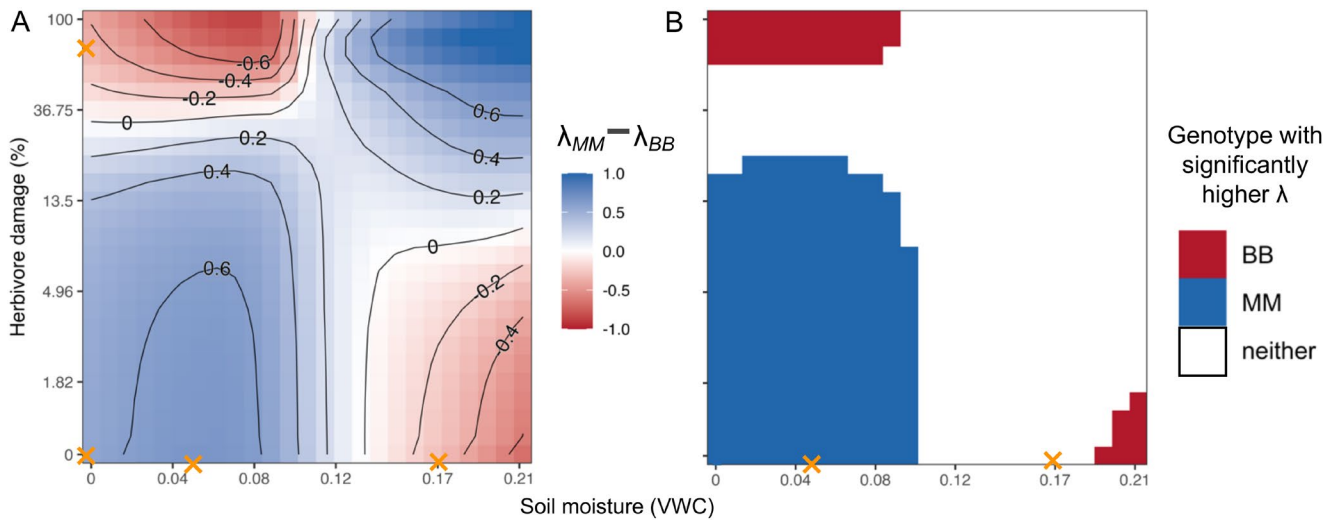 A
B
Herbivore damage (%)
100
36.75
13.5
4.96
1.82
0
-0.6
-0.4
-0.2
0
0.2
0.4
0.6
0.6
0.4
0.2
0
-0.2
-0.4
0 0.04 0.08 0.12 0.17 0.21
λMM − λBB
1.0
0.5
0.0
-0.5
-1.0
0 0.04 0.08 0.12 0.17 0.21
Soil moisture (VWC)
Genotype with
significantly
higher λ
BB
MM
neither